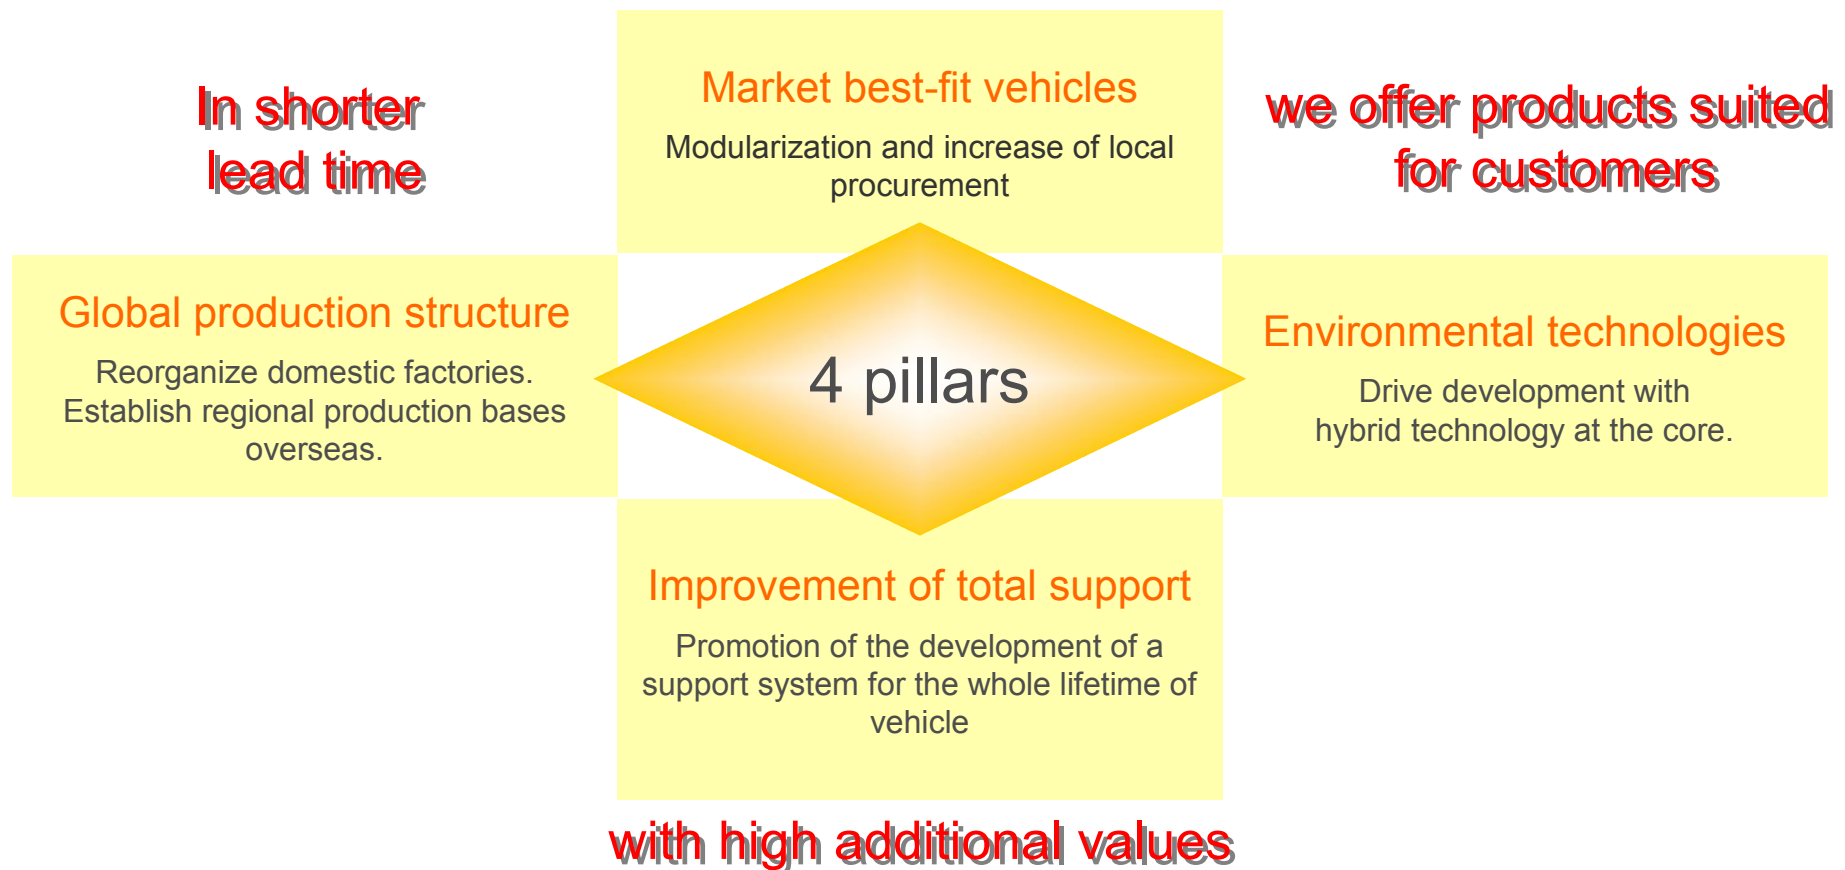 In shorter
lead time
Market best-fit vehicles
Modularization and increase of local
procurement
we offer products suited
for customers
Global production structure
Reorganize domestic factories.
Establish regional production bases
overseas.
4 pillars
Environmental technologies
Drive development with
hybrid technology at the core.
Improvement of total support
Promotion of the development of a
support system for the whole lifetime of
vehicle
with high additional values